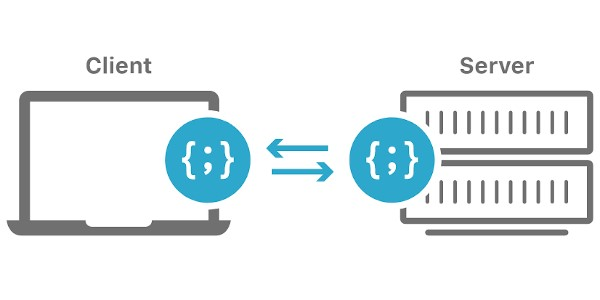 Client
Server
{;}
{;}